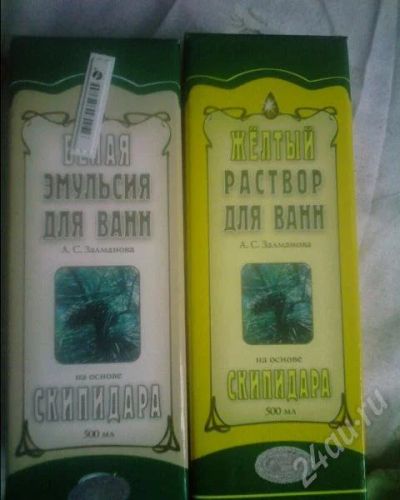 БЕЛАЯ
ЭМУЛЬСИЯ
ДЛЯ ВАНН
А. С. Залманова
на основе
СКИПИДАРА
500 мл
ЖЁЛТЫЙ
РАСТВОР
ДЛЯ ВАНН
А. С. Залманова
на основе
СКИПИДАРА
500 мл
24au.ru